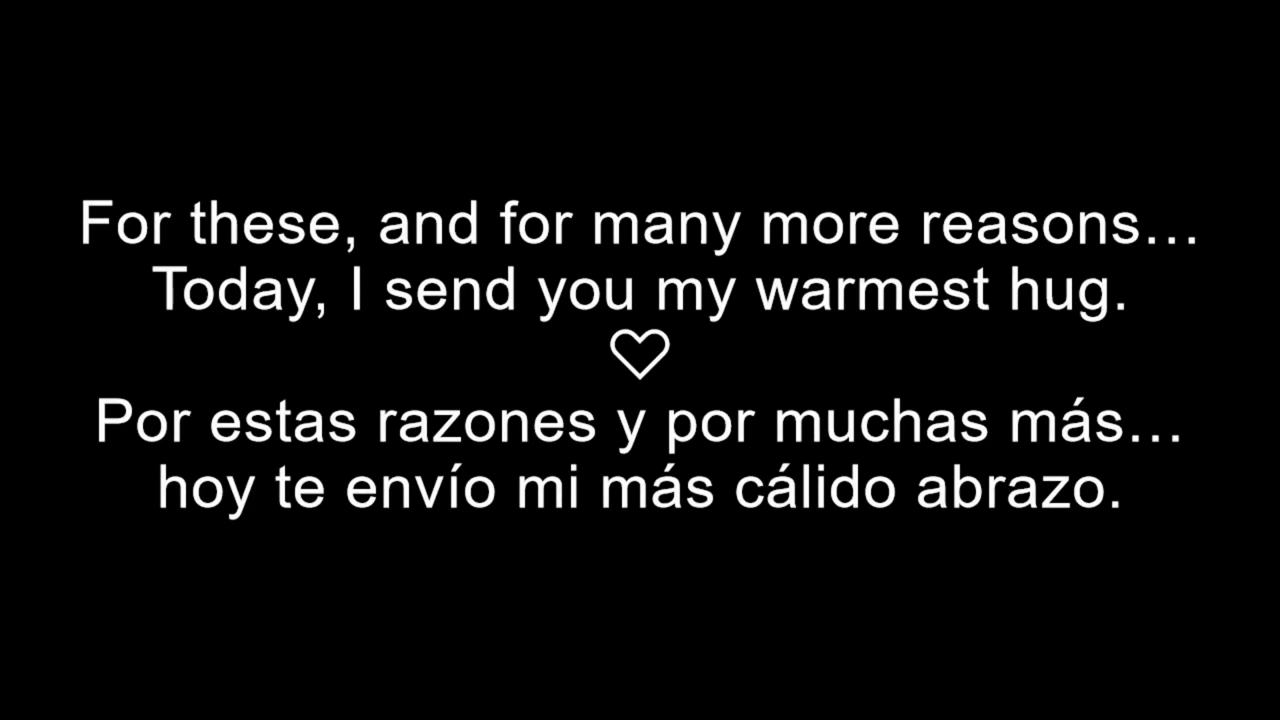 For these, and for many more reasons…
Today, I send you my warmest hug.
♡
Por estas razones y por muchas más…
hoy te envío mi más cálido abrazo.